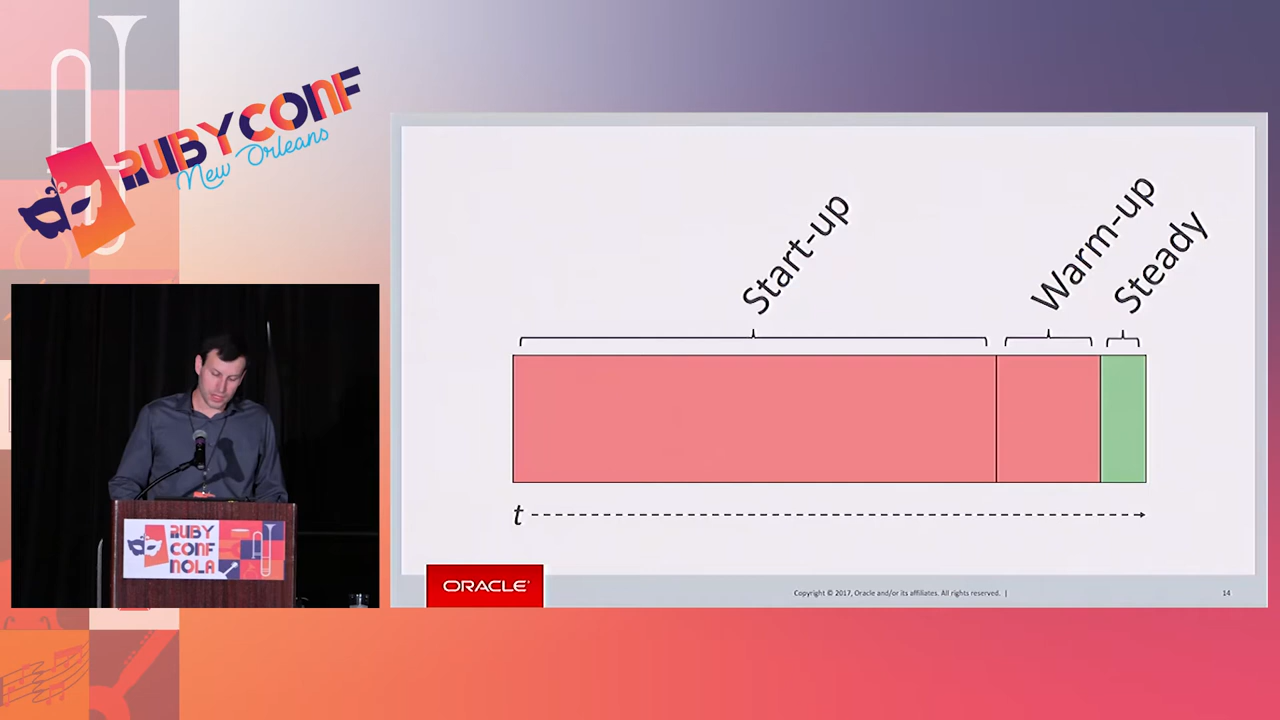 RUBYCONF
New Orleans
Start-up
Warm-up
Steady
t
RUBY
CONF
NOLA
ORACLE
Copyright © 2017, Oracle and/or its affiliates. All rights reserved. |
14